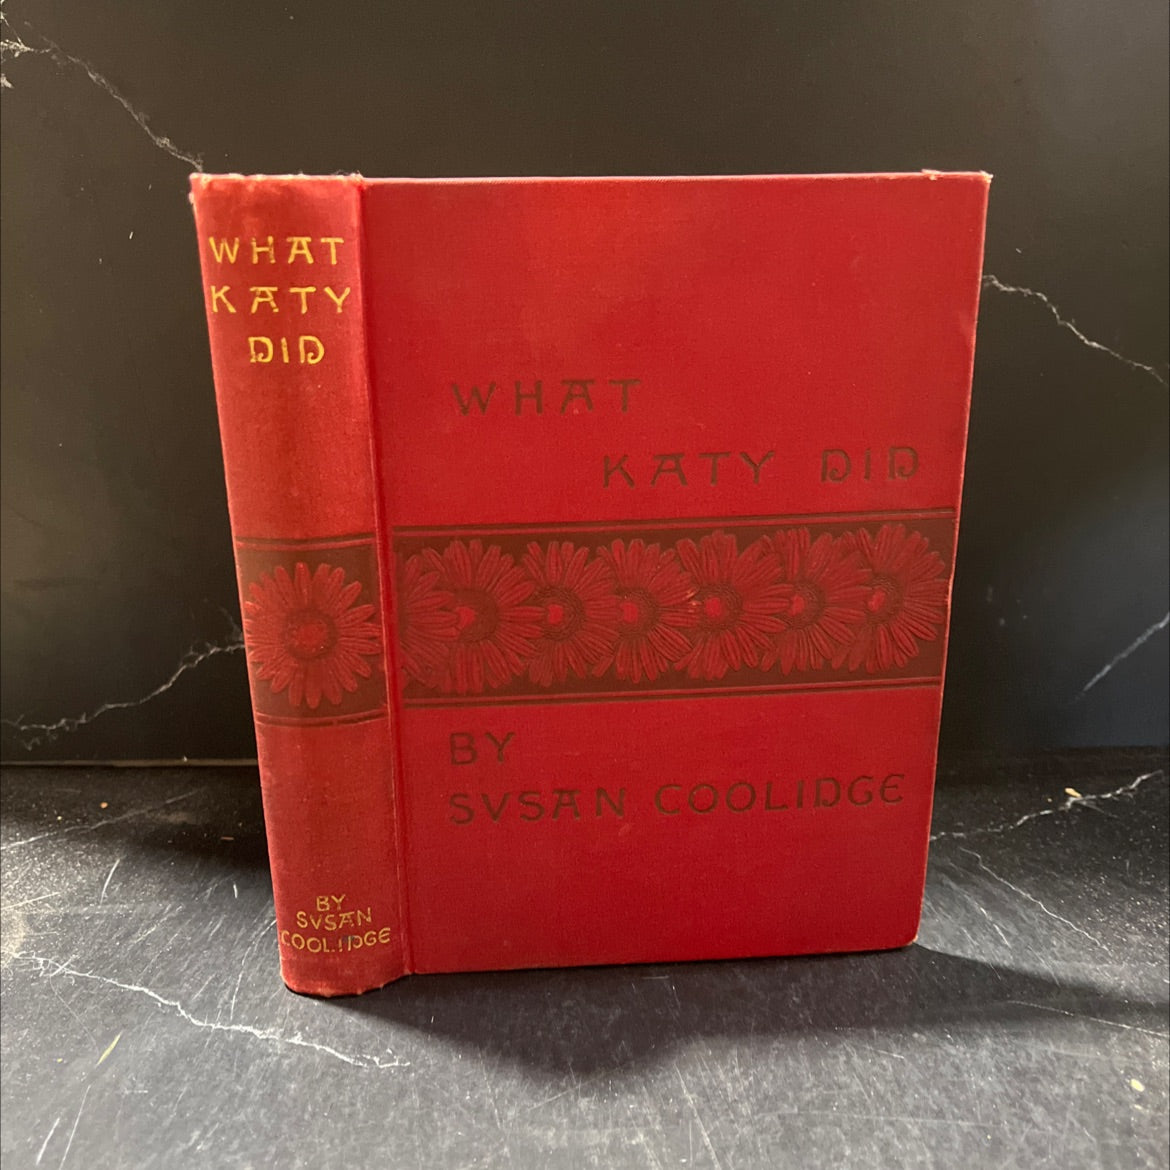 WHAT
KATY
DID
BY
SVSAN
COOLIDGE
WHAT
KATY DID
BY
SVSAN COOLIDGE